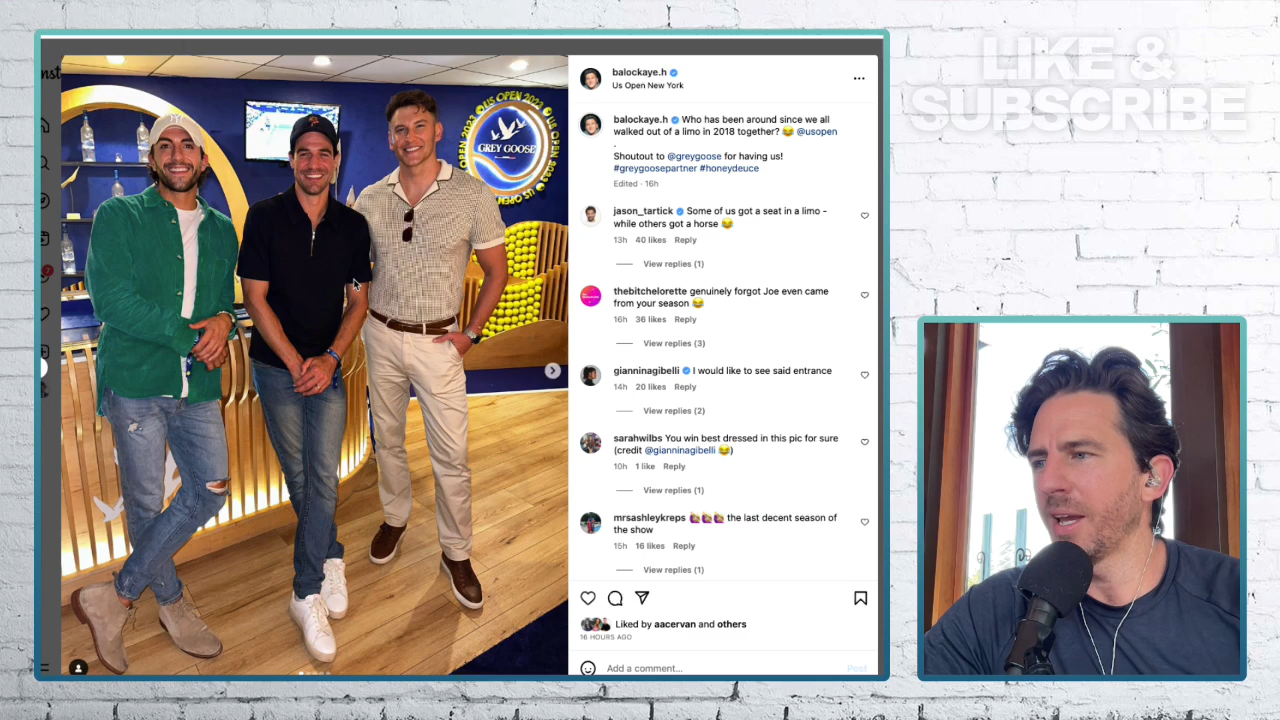 LIKE &
SUBSCRIBE
inst
US OPEN 2023
US OPEN 2023
GREY GOOSE
balockaye.h
Us Open New York
balockaye.h Who has been around since we all
walked out of a limo in 2018 together? 😂 @usopen
.
Shoutout to @greygoose for having us!
#greygoosepartner #honeydeuce
Edited · 16h
jason_tartick Some of us got a seat in a limo -
while others got a horse 😂
13h 40 likes Reply
View replies (1)
thebitchelorette genuinely forgot Joe even came
from your season 😂
16h 36 likes Reply
View replies (3)
gianninagibelli I would like to see said entrance
14h 20 likes Reply
View replies (2)
sarahwilbs You win best dressed in this pic for sure
(credit @gianninagibelli 😂)
10h 1 like Reply
View replies (1)
mrsashleykreps 🙋🏽‍♀️🙋🏽‍♀️🙋🏽‍♀️ the last decent season of
the show
15h 16 likes Reply
View replies (1)
Liked by aacervan and others
16 HOURS AGO
Add a comment...
Post